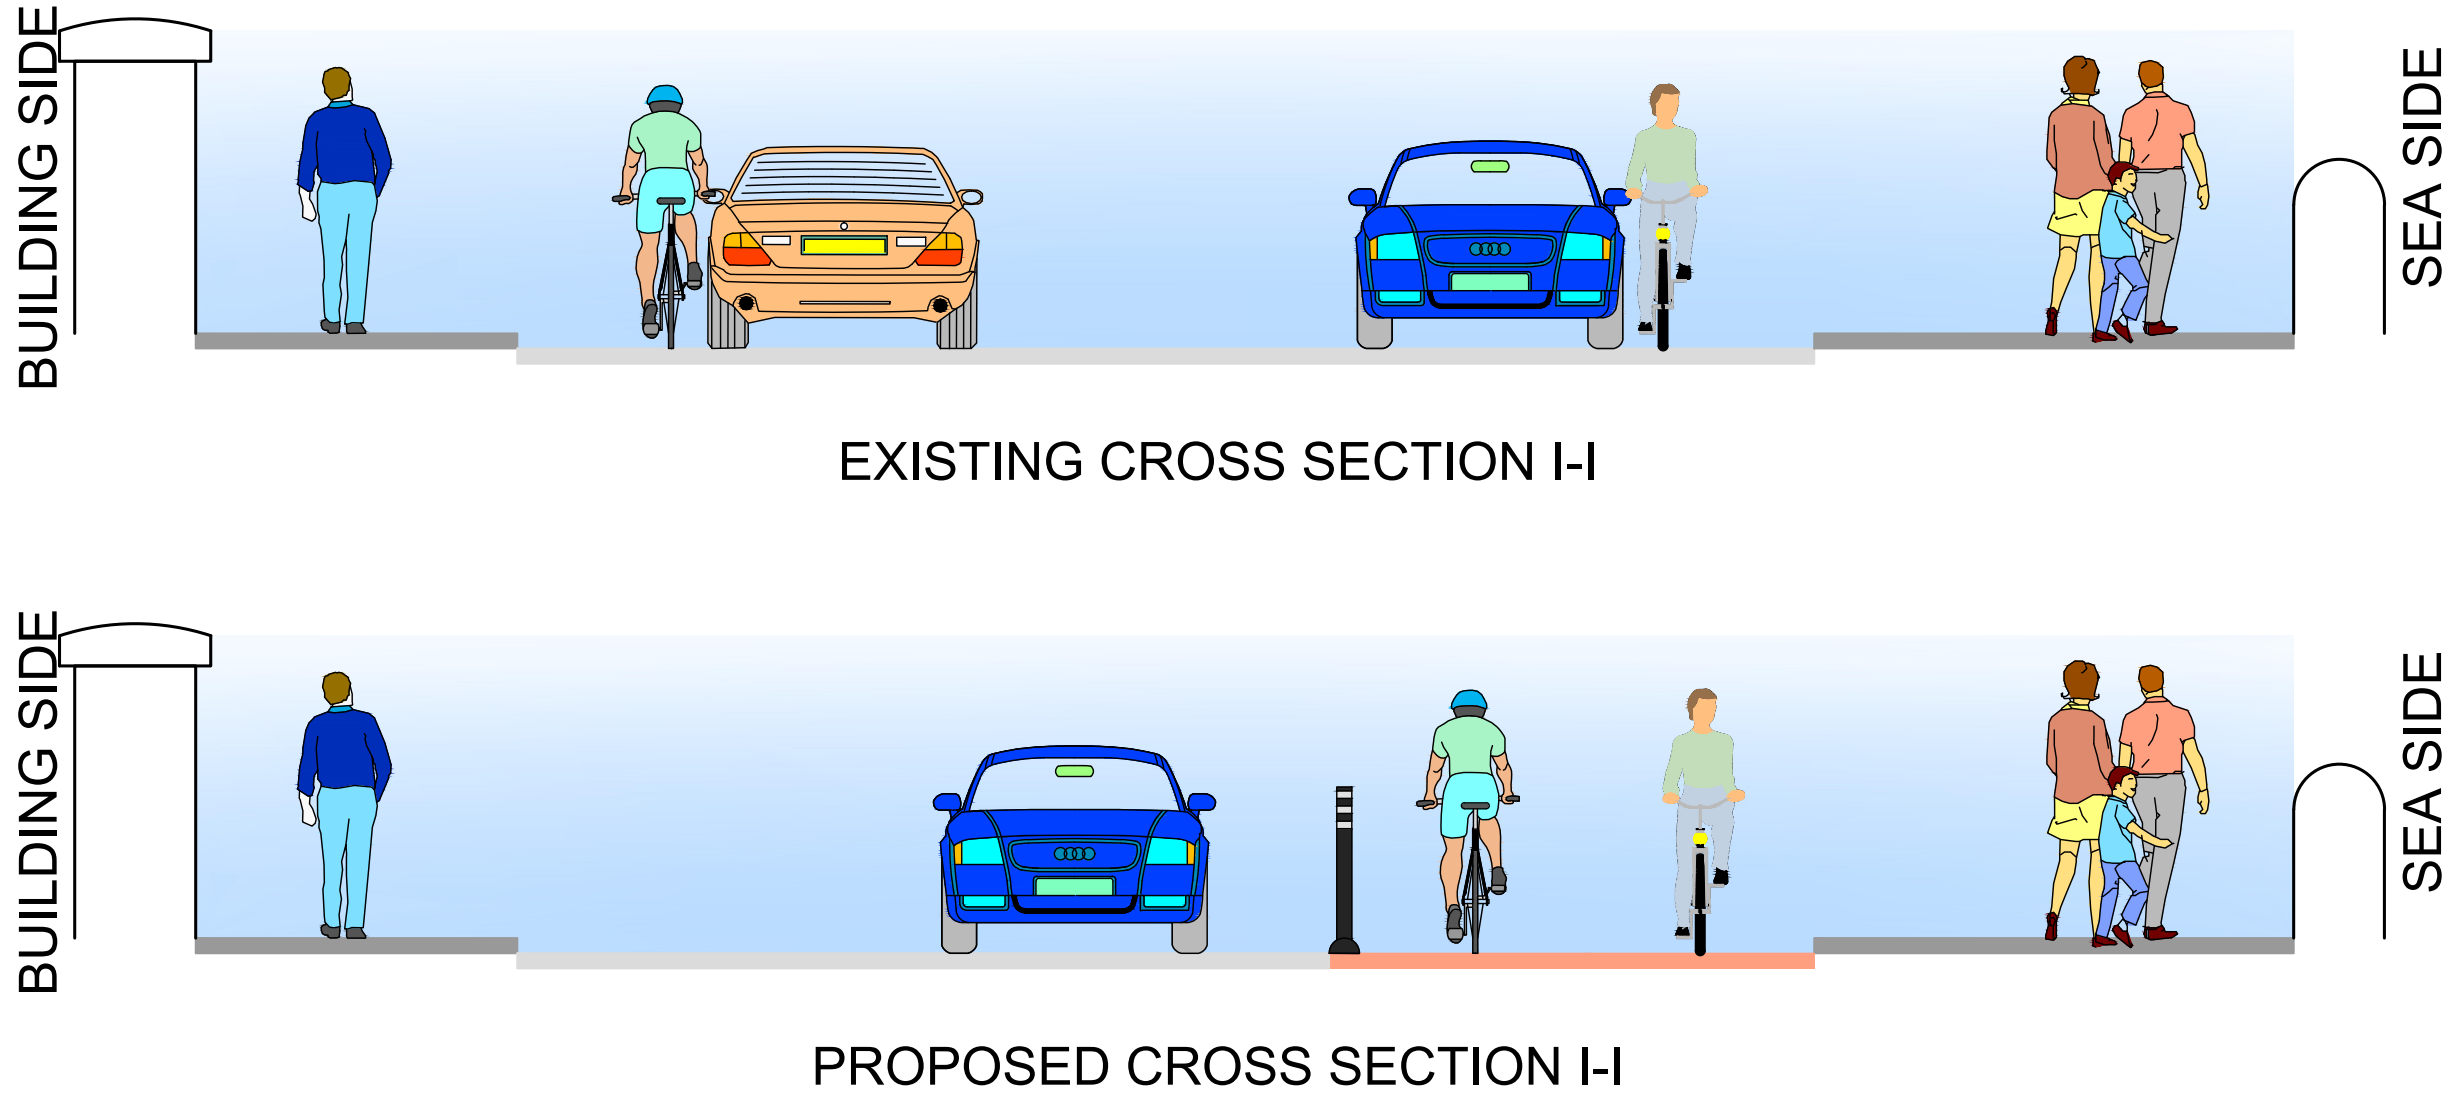 BUILDING SIDE
SEA SIDE
EXISTING CROSS SECTION I-I
BUILDING SIDE
SEA SIDE
PROPOSED CROSS SECTION I-I